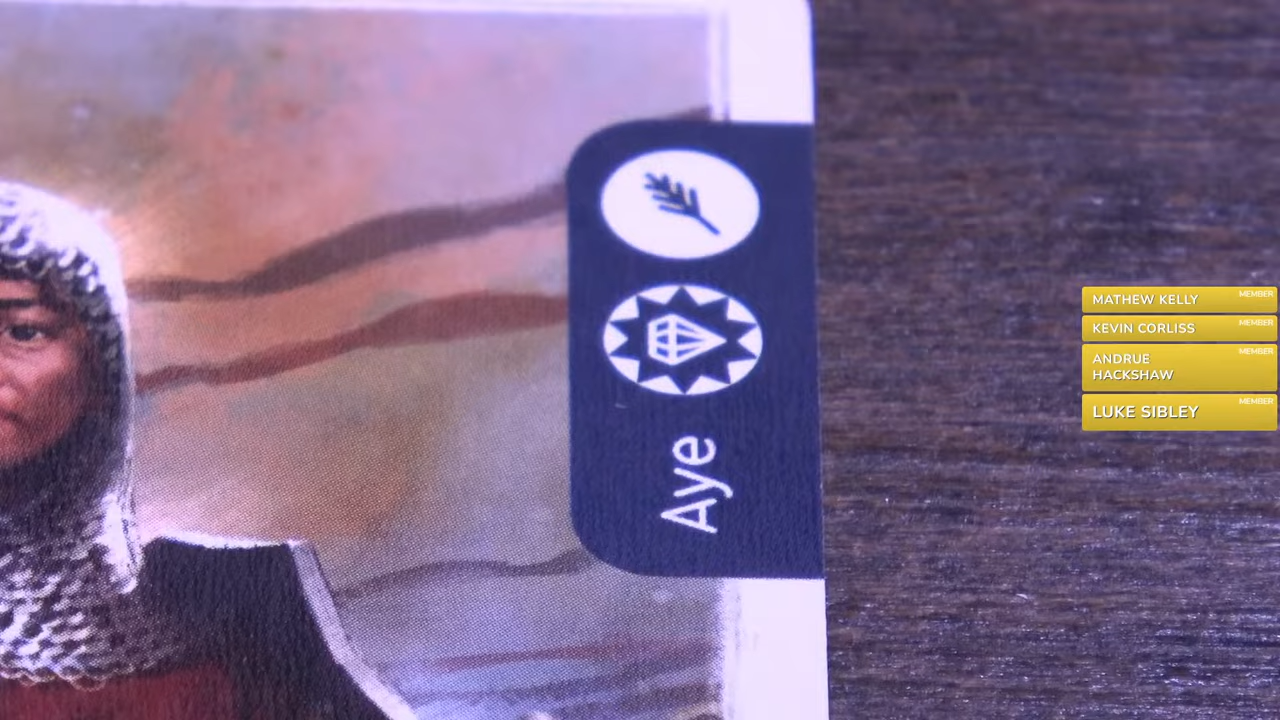 Aye
MATHEW KELLY
MEMBER
KEVIN CORLISS
MEMBER
ANDRUE
HACKSHAW
MEMBER
LUKE SIBLEY
MEMBER